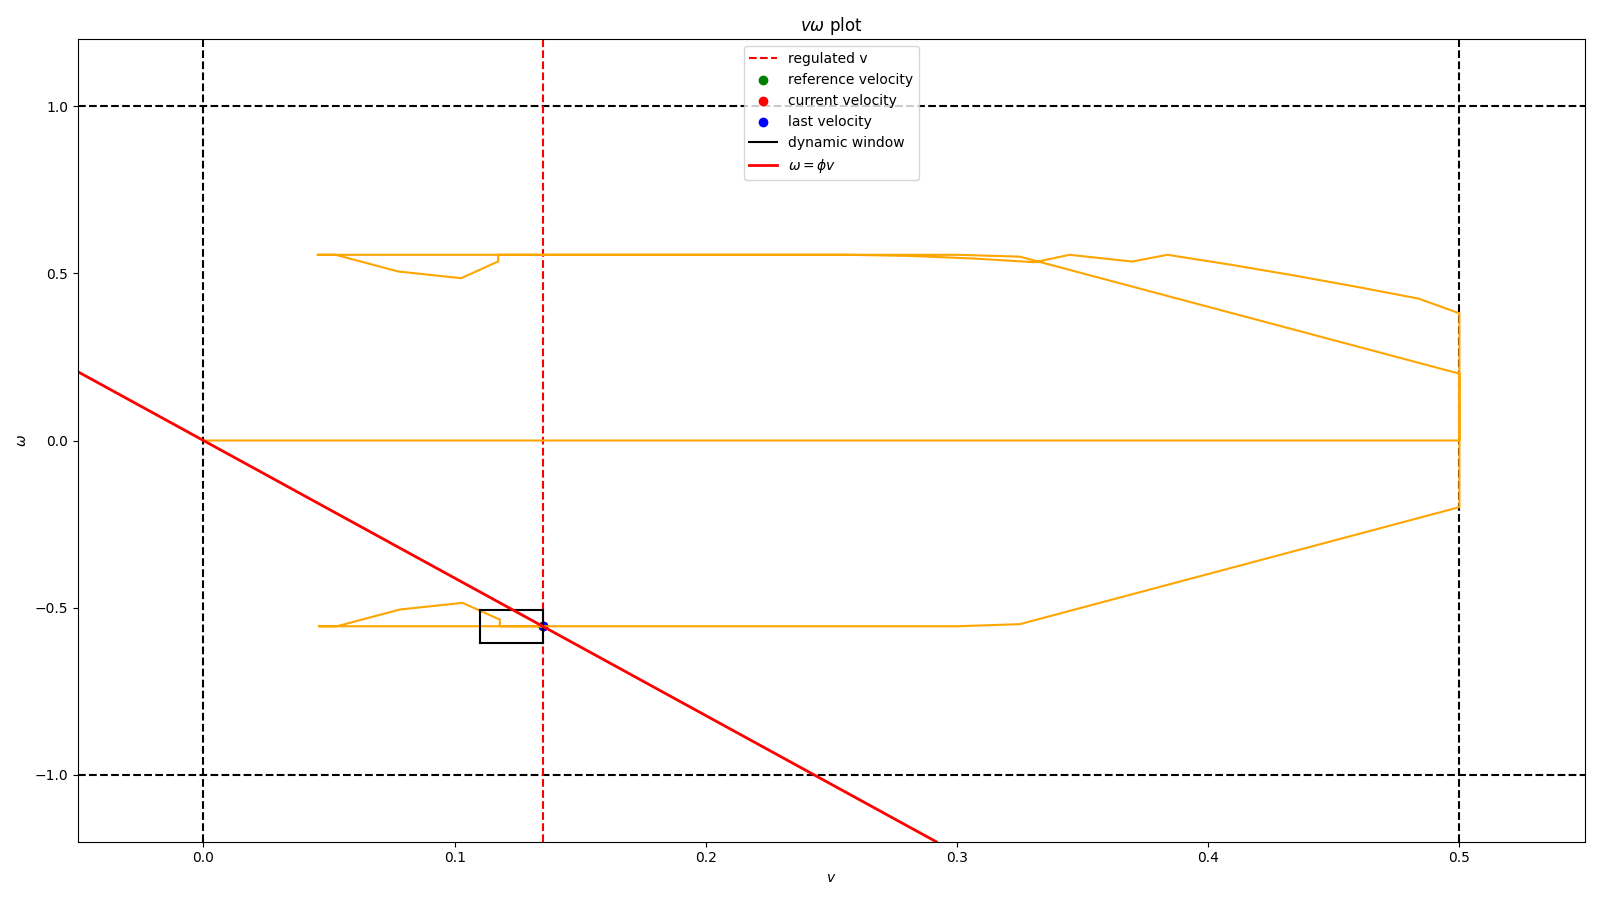 vω plot
regulated v
reference velocity
current velocity
last velocity
dynamic window
ω = ϕv
1.0
0.5
0.0
−0.5
−1.0
ω
0.0 0.1 0.2 0.3 0.4 0.5
v